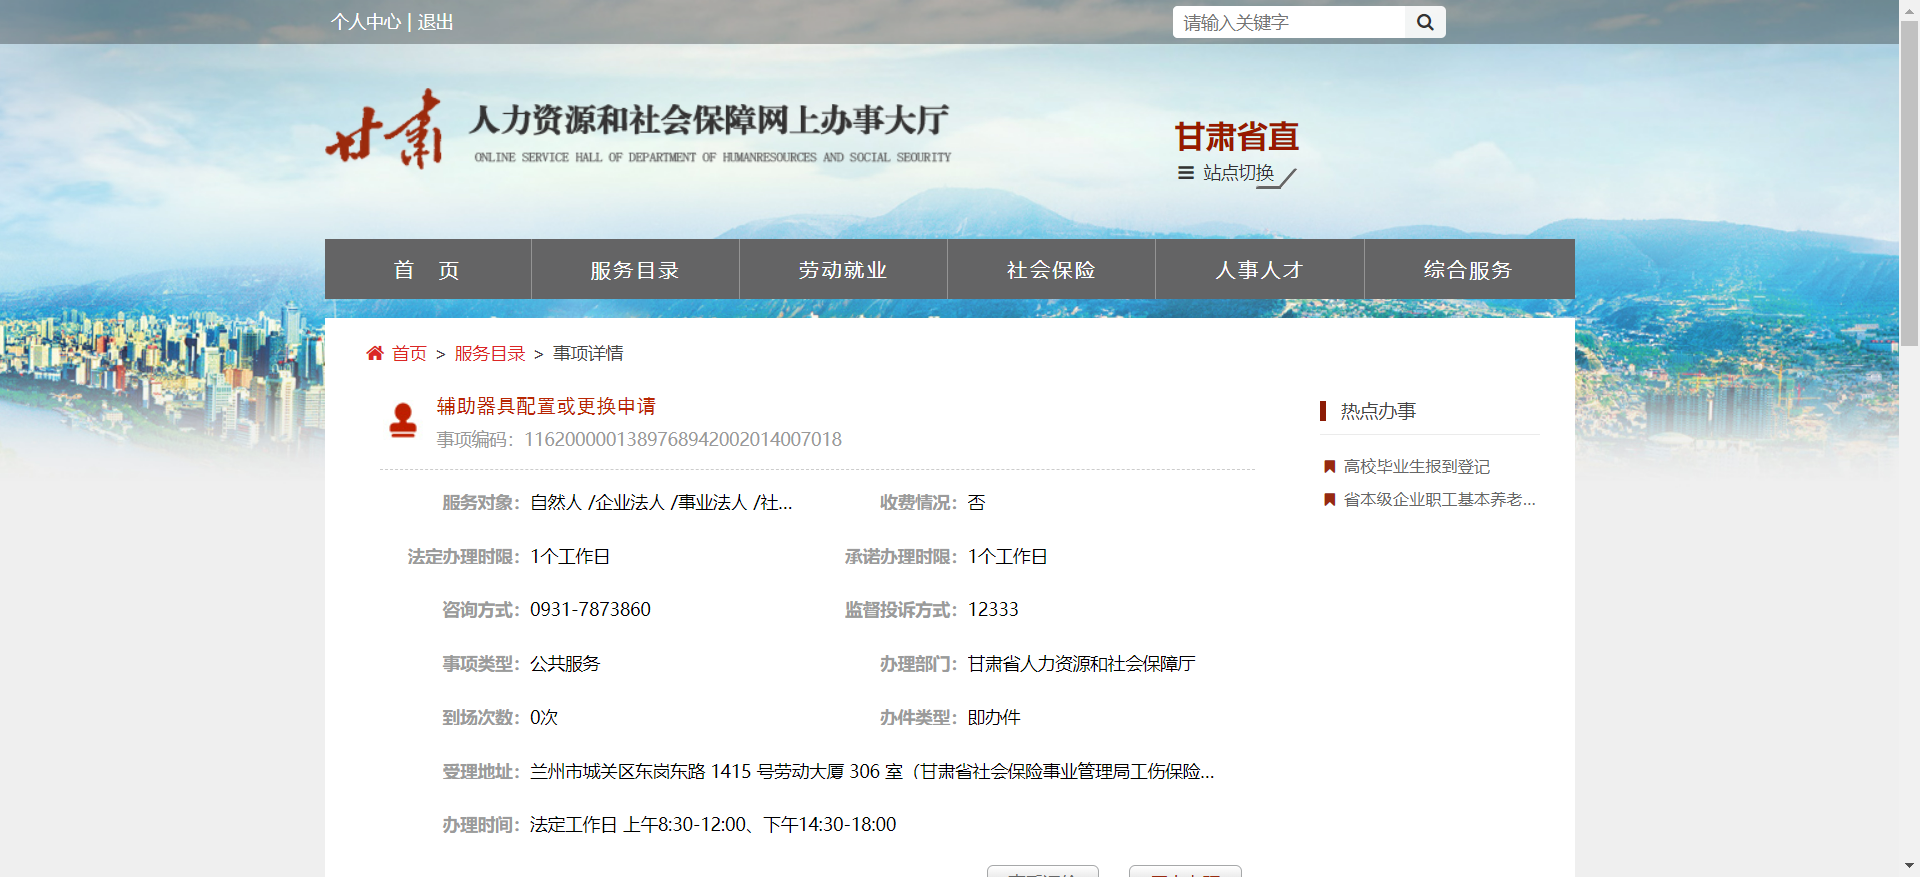 个人中心 | 退出
请输入关键字
甘肃 人力资源和社会保障网上办事大厅
ONLINE SERVICE HALL OF DEPARTMENT OF HUMANRESOURCES AND SOCIAL SEOURITY
甘肃省直
站点切换
首 页 服务目录 劳动就业 社会保险 人事人才 综合服务
首页 > 服务目录 > 事项详情
辅助器具配置或更换申请
事项编码：11620000013897689420020​14007018
热点办事
高校毕业生报到登记
省本级企业职工基本养老...
服务对象：自然人 /企业法人 /事业法人 /社... 收费情况：否
法定办理时限：1个工作日 承诺办理时限：1个工作日
咨询方式：0931-7873860 监督投诉方式：12333
事项类型：公共服务 办理部门：甘肃省人力资源和社会保障厅
到场次数：0次 办件类型：即办件
受理地址：兰州市城关区东岗东路 1415 号劳动大厦 306 室（甘肃省社会保险事业管理局工伤保险...
办理时间：法定工作日 上午8:30-12:00、下午14:30-18:00